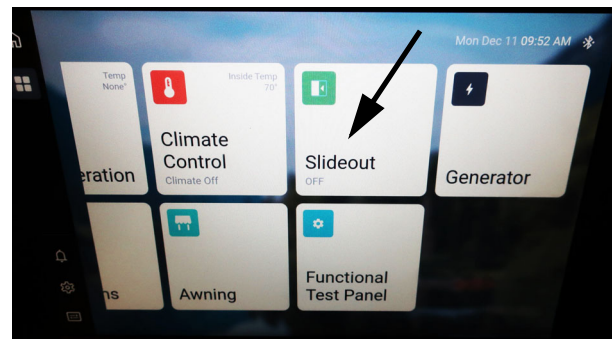 Mon Dec 11 09:52 AM
Temp
None°
eration
Inside Temp
70°
Climate
Control
Climate Off
Slideout
OFF
Generator
ns
Awning
Functional
Test Panel